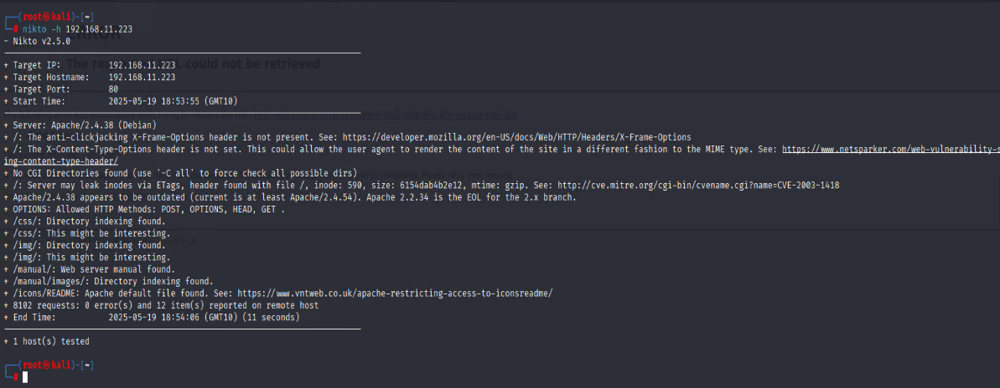 ┌──(root㉿kali)-[~]
└─# nikto -h 192.168.11.223
- Nikto v2.5.0
ERROR
---------------------------------------------------------------------------
+ Target IP:          192.168.11.223
The re L could not be retrieved
+ Target Hostname:    192.168.11.223
+ Target Port:        80
+ Start Time:         2025-05-19 18:53:55 (GMT10)
---------------------------------------------------------------------------
+ Server: Apache/2.4.38 (Debian)
+ /: The anti-clickjacking X-Frame-Options header is not present. See: https://developer.mozilla.org/en-US/docs/Web/HTTP/Headers/X-Frame-Options
+ /: The X-Content-Type-Options header is not set. This could allow the user agent to render the content of the site in a different fashion to the MIME type. See: https://www.netsparker.com/web-vulnerability-s
ng-content-type-header/
+ No CGI Directories found (use '-C all' to force check all possible dirs)
+ /: Server may leak inodes via ETags, header found with file /, inode: 590, size: 6154dab4b2e12, mtime: gzip. See: http://cve.mitre.org/cgi-bin/cvename.cgi?name=CVE-2003-1418
+ Apache/2.4.38 appears to be outdated (current is at least Apache/2.4.54). Apache 2.2.34 is the EOL for the 2.x branch.
+ OPTIONS: Allowed HTTP Methods: POST, OPTIONS, HEAD, GET .
+ /css/: Directory indexing found.
+ /css/: This might be interesting.
+ /img/: Directory indexing found.
+ /img/: This might be interesting.
+ /manual/: Web server manual found.
+ /manual/images/: Directory indexing found.
+ /icons/README: Apache default file found. See: https://www.vntweb.co.uk/apache-restricting-access-to-iconsreadme/
+ 8102 requests: 0 error(s) and 12 item(s) reported on remote host
+ End Time:           2025-05-19 18:54:06 (GMT10) (11 seconds)
---------------------------------------------------------------------------
+ 1 host(s) tested
┌──(root㉿kali)-[~]
└─#